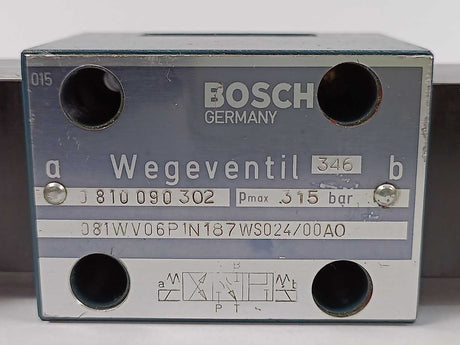 015
BOSCH
GERMANY
a Wegeventil 346 b
0 810 090 302 pmax 315 bar
081WV06P1N187WS024/00A0
B
a b
P T